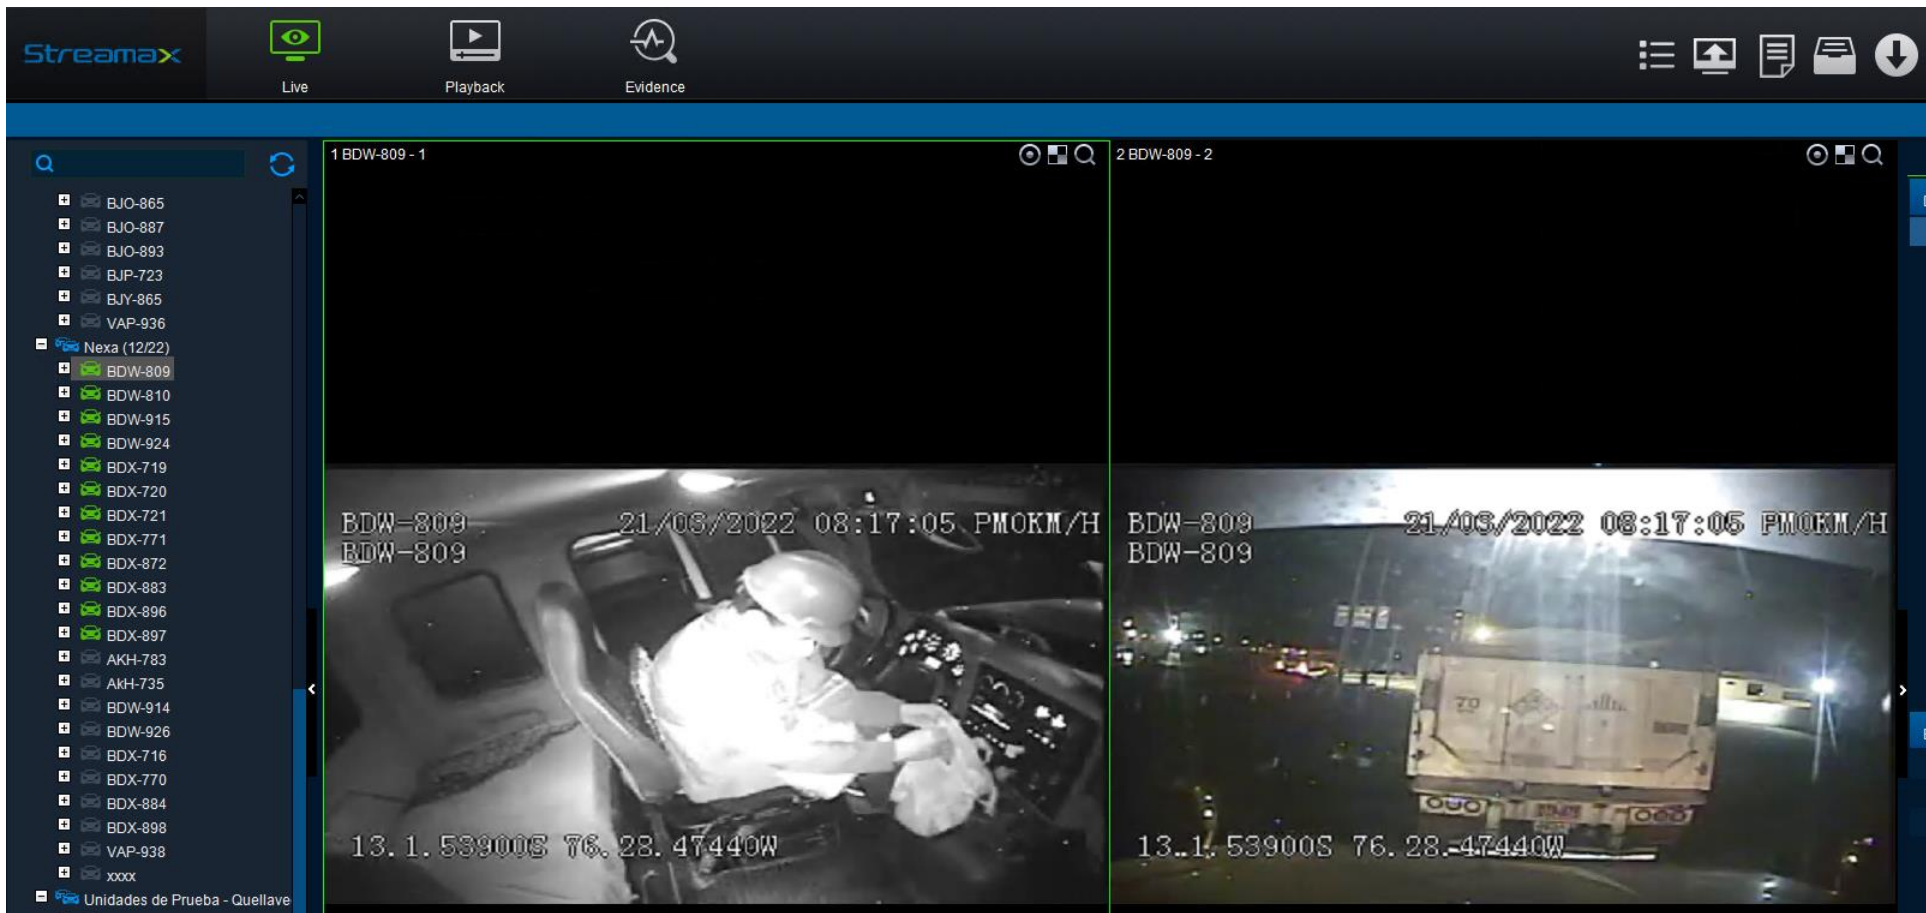 Streamax
Live
Playback
Evidence
1 BDW-809 - 1
2 BDW-809 - 2
BJO-865
BJO-887
BJO-893
BJP-723
BJY-865
VAP-936
Nexa (12/22)
BDW-809
BDW-810
BDW-915
BDW-924
BDX-719
BDX-720
BDX-721
BDX-771
BDX-872
BDX-883
BDX-896
BDX-897
AKH-783
AkH-735
BDW-914
BDW-926
BDX-716
BDX-770
BDX-884
BDX-898
VAP-938
xxxx
Unidades de Prueba - Quellave
BDW-809 21/03/2022 08:17:05 PM0KM/H
BDW-809
13.1.53900S 76.28.47440W
BDW-809 21/03/2022 08:17:05 PM0KM/H
BDW-809
70
13.1.53900S 76.28.47440W